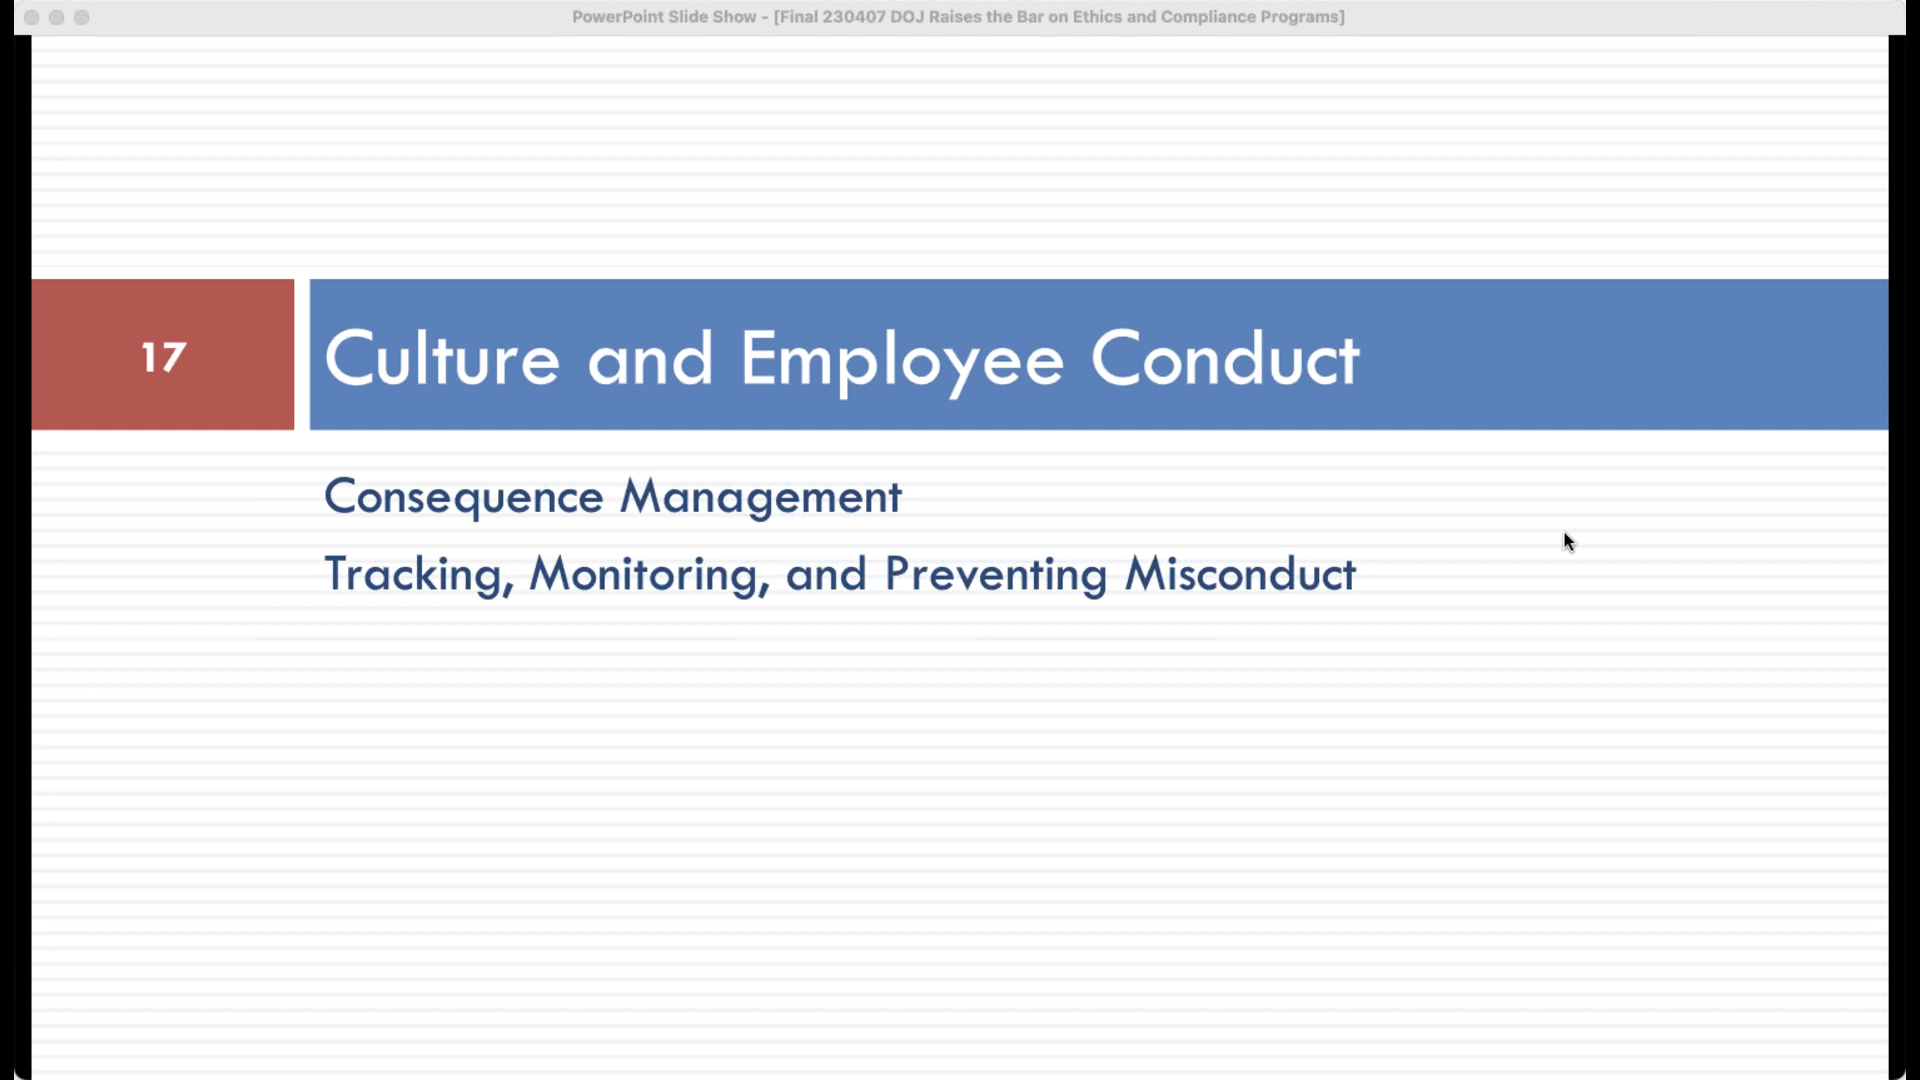 PowerPoint Slide Show - [Final 230407 DOJ Raises the Bar on Ethics and Compliance Programs]
17
Culture and Employee Conduct
Consequence Management
Tracking, Monitoring, and Preventing Misconduct